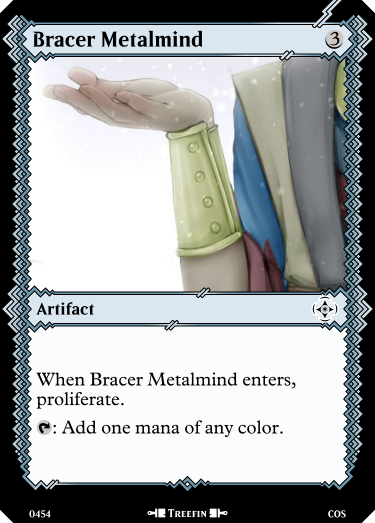 Bracer Metalmind 3
Artifact
When Bracer Metalmind enters,
proliferate.
: Add one mana of any color.
0454 TREEFIN COS